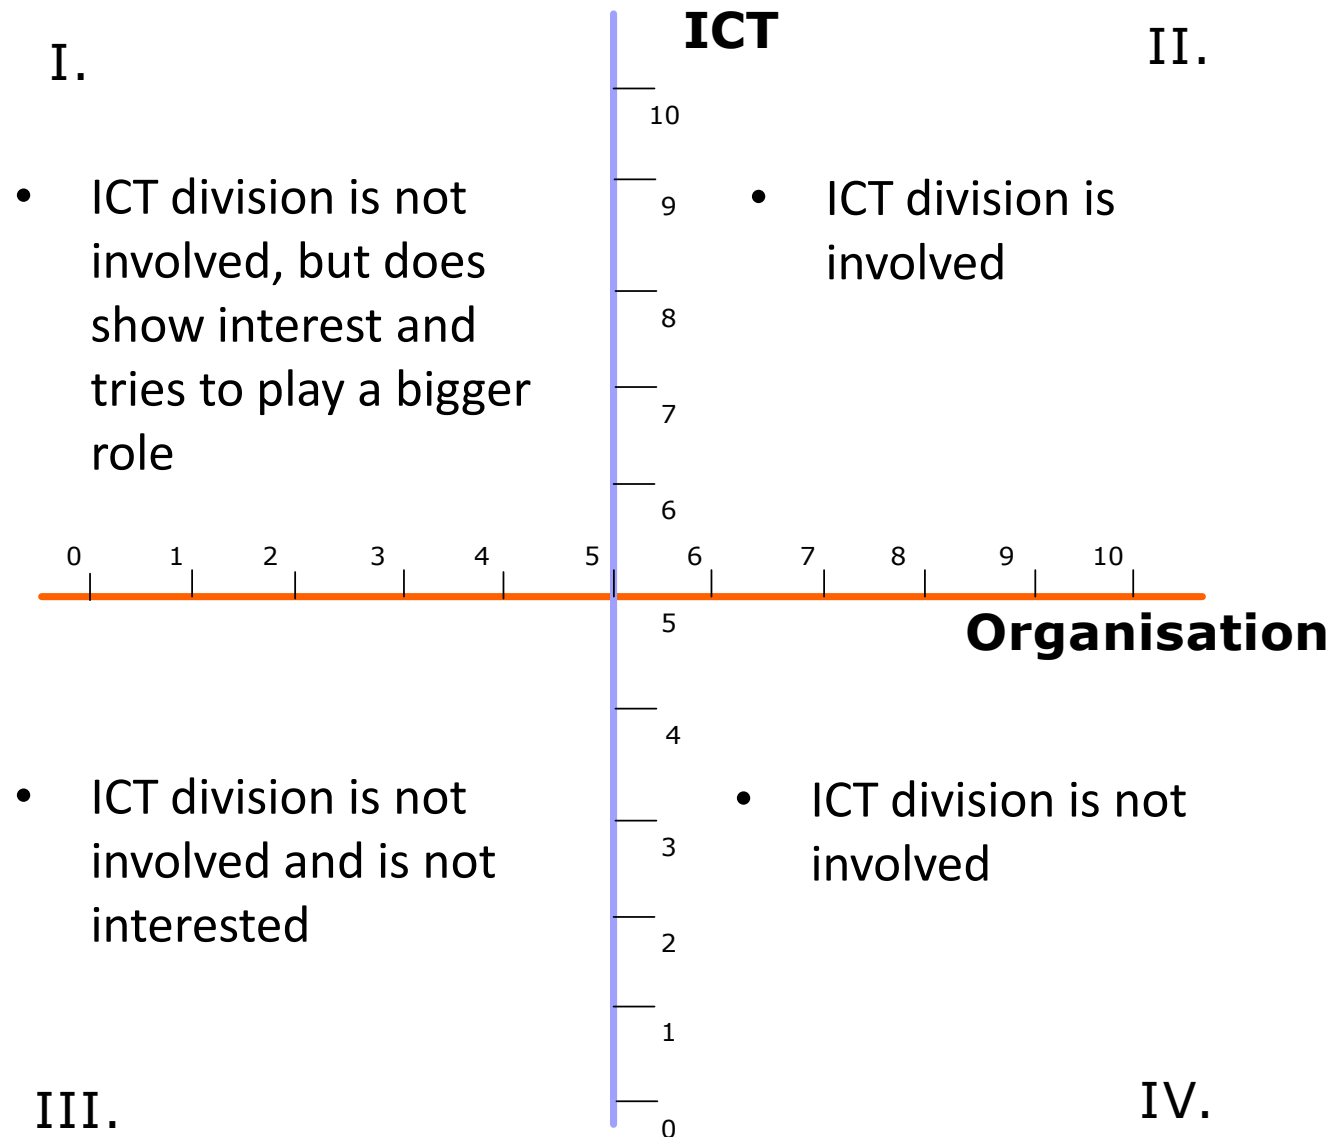 ICT
I.
II.
10
• ICT division is not
involved, but does
show interest and
tries to play a bigger
role
• ICT division is
involved
9
8
7
6
0 1 2 3 4 5 6 7 8 9 10
5
Organisation
4
• ICT division is not
involved and is not
interested
• ICT division is not
involved
3
2
1
0
III.
IV.